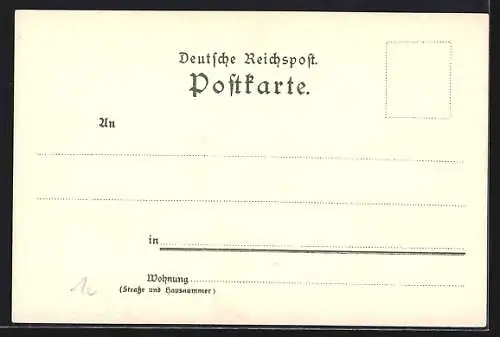 Deutsche Reichspost.
Postkarte.
An
in
Wohnung
(Straße und Hausnummer)